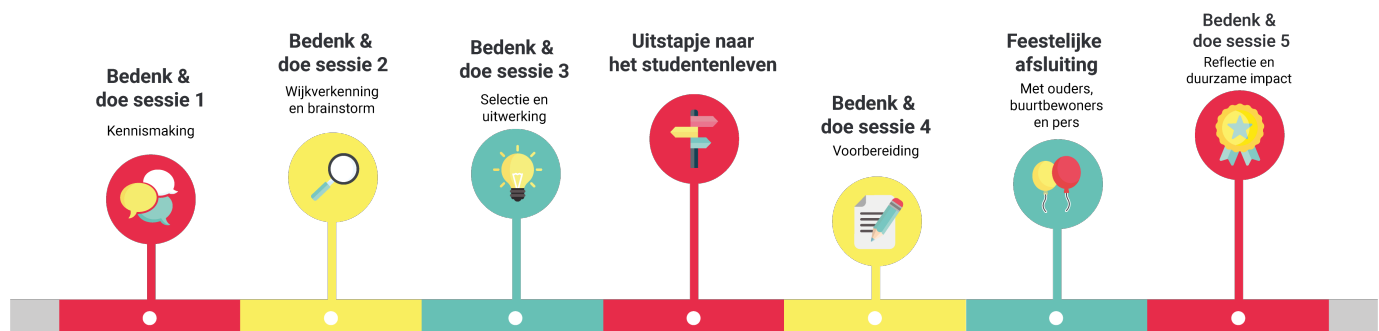 Bedenk &
doe sessie 1
Kennismaking
Bedenk &
doe sessie 2
Wijkverkenning
en brainstorm
Bedenk &
doe sessie 3
Selectie en
uitwerking
Uitstapje naar
het studentenleven
Bedenk &
doe sessie 4
Voorbereiding
Feestelijke
afsluiting
Met ouders,
buurtbewoners
en pers
Bedenk &
doe sessie 5
Reflectie en
duurzame impact